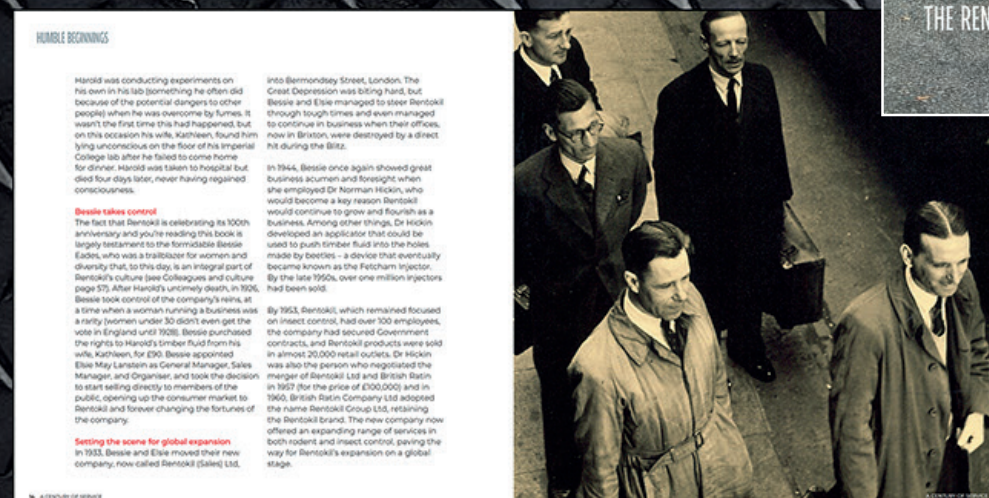 HUMBLE BEGINNINGS
Harold was conducting experiments on
his own in his lab (something he often did
because of the potential dangers to other
people) when he was overcome by fumes. It
wasn't the first time this had happened, but
on this occasion his wife, Kathleen, found him
lying unconscious on the floor of his Imperial
College lab after he failed to come home
for dinner. Harold was taken to hospital but
died four days later, never having regained
consciousness.
Bessie takes control
The fact that Rentokil is celebrating its 100th
anniversary and you're reading this book is
largely testament to the formidable Bessie
Eades, who was a trailblazer for women and
diversity that, to this day, is an integral part of
Rentokil's culture (see Colleagues and culture
page 57). After Harold's untimely death, in 1926,
Bessie took control of the company's reins, at
a time when a woman running a business was
a rarity (women under 30 didn't even get the
vote in England until 1928). Bessie purchased
the rights to Harold's timber fluid from his
wife, Kathleen, for £90. Bessie appointed
Elsie May Lanstein as General Manager, Sales
Manager, and Organiser, and took the decision
to start selling directly to members of the
public, opening up the consumer market to
Rentokil and forever changing the fortunes of
the company.
Setting the scene for global expansion
In 1933, Bessie and Elsie moved their new
company, now called Rentokil (Sales) Ltd,
into Bermondsey Street, London. The
Great Depression was biting hard, but
Bessie and Elsie managed to steer Rentokil
through tough times and even managed
to continue in business when their offices,
now in Brixton, were destroyed by a direct
hit during the Blitz.
In 1944, Bessie once again showed great
business acumen and foresight when
she employed Dr Norman Hickin, who
would become a key reason Rentokil
would continue to grow and flourish as a
business. Among other things, Dr Hickin
developed an applicator that could be
used to push timber fluid into the holes
made by beetles – a device that eventually
became known as the Fetcham Injector.
By the late 1950s, over one million injectors
had been sold.
By 1953, Rentokil, which remained focused
on insect control, had over 100 employees,
the company had secured Government
contracts, and Rentokil products were sold
in almost 20,000 retail outlets. Dr Hickin
was also the person who negotiated the
merger of Rentokil Ltd and British Ratin
in 1957 (for the price of £100,000) and in
1960, British Ratin Company Ltd adopted
the name Rentokil Group Ltd, retaining
the Rentokil brand. The new company now
offered an expanding range of services in
both rodent and insect control, paving the
way for Rentokil's expansion on a global
stage.
A CENTURY OF SERVICE
A CENTURY OF SERVICE
THE REN